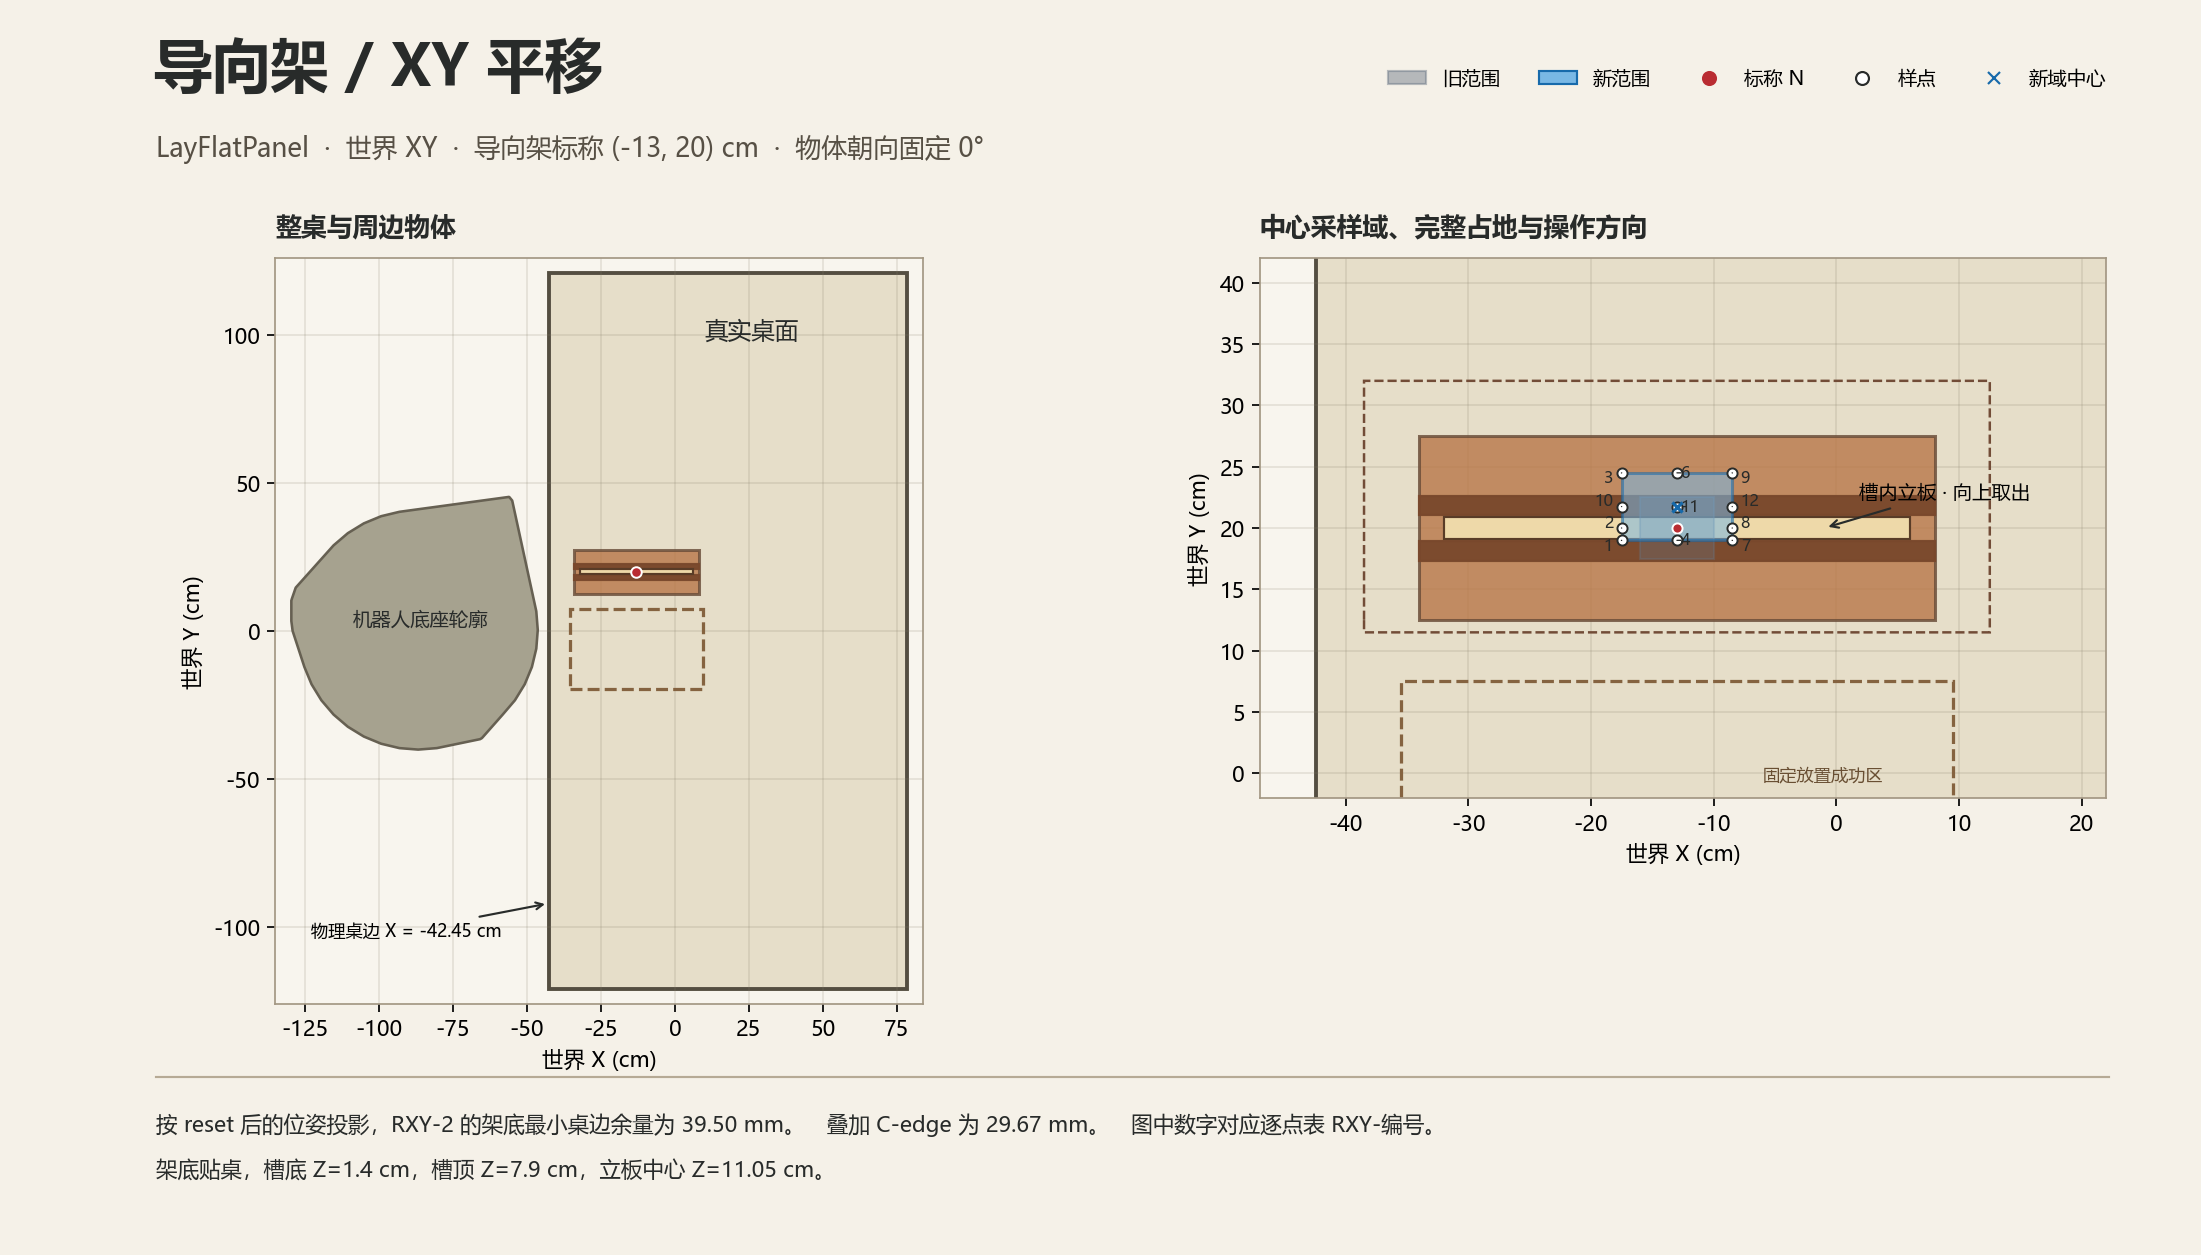 导向架 / XY 平移
旧范围
新范围
标称 N
样点
新域中心
LayFlatPanel · 世界 XY · 导向架标称 (-13, 20) cm · 物体朝向固定 0°
整桌与周边物体
真实桌面
机器人底座轮廓
物理桌边 X = -42.45 cm
100
50
0
-50
-100
世界 Y (cm)
-125
-100
-75
-50
-25
0
25
50
75
世界 X (cm)
中心采样域、完整占地与操作方向
40
35
30
25
20
15
10
5
0
世界 Y (cm)
3
6
9
10
11
12
2
8
1
4
7
槽内立板 · 向上取出
固定放置成功区
-40
-30
-20
-10
0
10
20
世界 X (cm)
按 reset 后的位姿投影，RXY-2 的架底最小桌边余量为 39.50 mm。 叠加 C-edge 为 29.67 mm。 图中数字对应逐点表 RXY-编号。
架底贴桌，槽底 Z=1.4 cm，槽顶 Z=7.9 cm，立板中心 Z=11.05 cm。